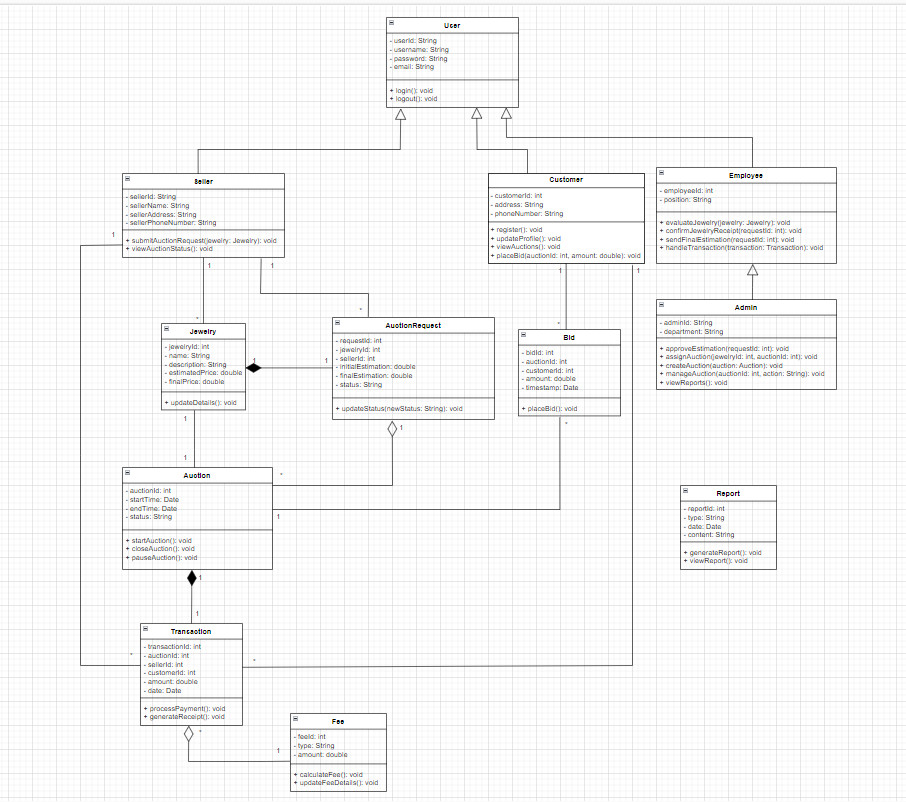 User
- userId: String
- username: String
- password: String
- email: String
+ login(): void
+ logout(): void
Seller
- sellerId: String
- sellerName: String
- sellerAddress: String
- sellerPhoneNumber: String
+ submitAuctionRequest(jewelry: Jewelry): void
+ viewAuctionStatus(): void
Customer
- customerId: int
- address: String
- phoneNumber: String
+ register(): void
+ updateProfile(): void
+ viewAuctions(): void
+ placeBid(auctionId: int, amount: double): void
Employee
- employeeId: int
- position: String
+ evaluateJewelry(jewelry: Jewelry): void
+ confirmJewelryReceipt(requestId: int): void
+ sendFinalEstimation(requestId: int): void
+ handleTransaction(transaction: Transaction): void
1
1
1
1
1
Admin
- adminId: String
- department: String
+ approveEstimation(requestId: int): void
+ assignAuction(jewelryId: int, auctionId: int): void
+ createAuction(auction: Auction): void
+ manageAuction(auctionId: int, action: String): void
+ viewReports(): void
*
*
*
Jewelry
- jewelryId: int
- name: String
- description: String
- estimatedPrice: double
- finalPrice: double
+ updateDetails(): void
1
1
AuctionRequest
- requestId: int
- jewelryId: int
- sellerId: int
- initialEstimation: double
- finalEstimation: double
- status: String
+ updateStatus(newStatus: String): void
Bid
- bidId: int
- auctionId: int
- customerId: int
- amount: double
- timestamp: Date
+ placeBid(): void
1
1
*
1
*
Auction
- auctionId: int
- startTime: Date
- endTime: Date
- status: String
+ startAuction(): void
+ closeAuction(): void
+ pauseAuction(): void
1
Report
- reportId: int
- type: String
- date: Date
- content: String
+ generateReport(): void
+ viewReport(): void
1
1
Transaction
- transactionId: int
- auctionId: int
- sellerId: int
- customerId: int
- amount: double
- date: Date
+ processPayment(): void
+ generateReceipt(): void
*
*
*
1
Fee
- feeId: int
- type: String
- amount: double
+ calculateFee(): void
+ updateFeeDetails(): void